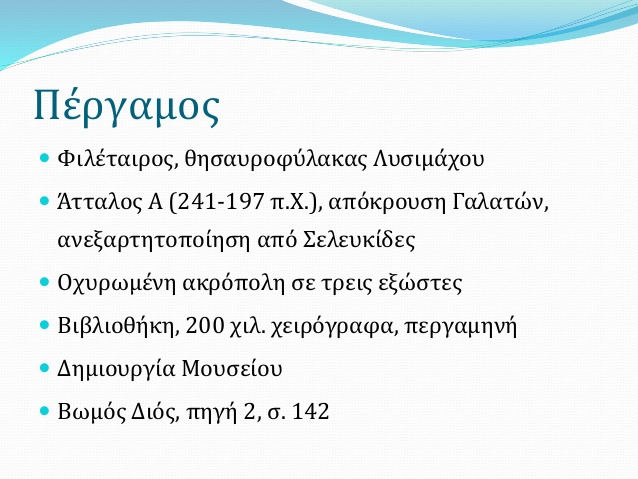 Πέργαμος
Φιλέταιρος, θησαυροφύλακας Λυσιμάχου
Άτταλος Α (241-197 π.Χ.), απόκρουση Γαλατών,
ανεξαρτητοποίηση από Σελευκίδες
Οχυρωμένη ακρόπολη σε τρεις εξώστες
Βιβλιοθήκη, 200 χιλ. χειρόγραφα, περγαμηνή
Δημιουργία Μουσείου
Βωμός Διός, πηγή 2, σ. 142